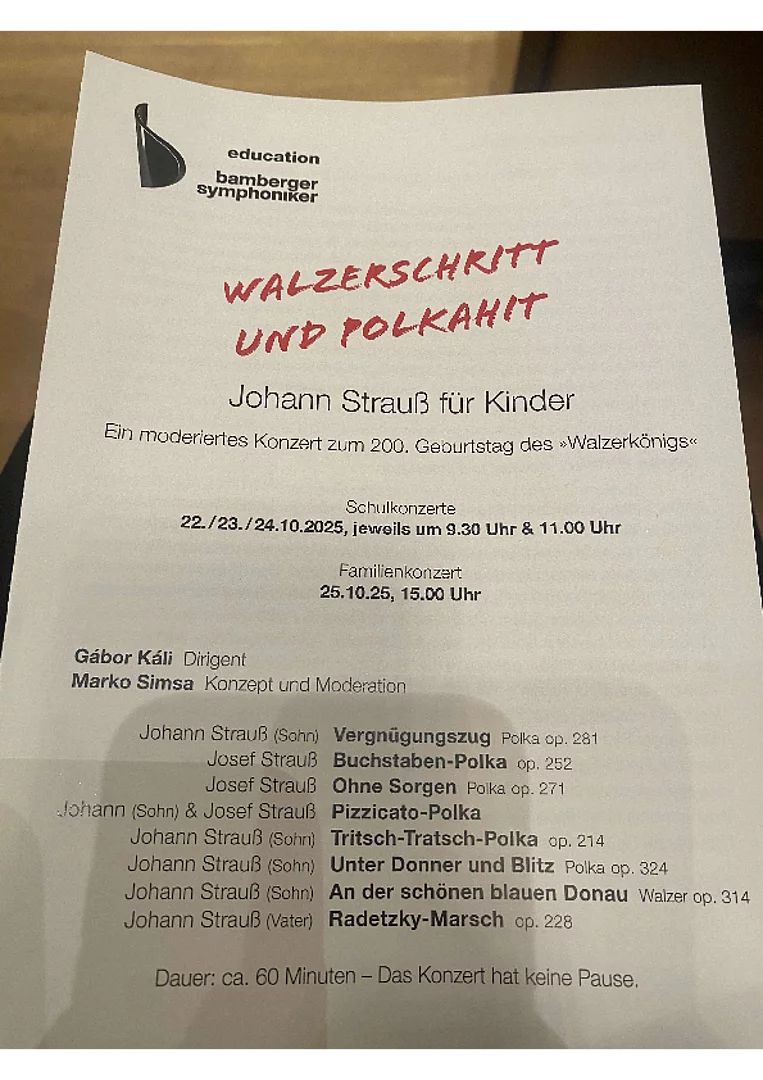 education
bamberger
symphoniker
WALZERSCHRITT
UND POLKAHIT
Johann Strauß für Kinder
Ein moderiertes Konzert zum 200. Geburtstag des »Walzerkönigs«
Schulkonzerte
22./23./24.10.2025, jeweils um 9.30 Uhr & 11.00 Uhr
Familienkonzert
25.10.25, 15.00 Uhr
Gábor Káli Dirigent
Marko Simsa Konzept und Moderation
Johann Strauß (Sohn) Vergnügungszug Polka op. 281
Josef Strauß Buchstaben-Polka op. 252
Josef Strauß Ohne Sorgen Polka op. 271
Johann (Sohn) & Josef Strauß Pizzicato-Polka
Johann Strauß (Sohn) Tritsch-Tratsch-Polka op. 214
Johann Strauß (Sohn) Unter Donner und Blitz Polka op. 324
Johann Strauß (Sohn) An der schönen blauen Donau Walzer op. 314
Johann Strauß (Vater) Radetzky-Marsch op. 228
Dauer: ca. 60 Minuten – Das Konzert hat keine Pause.